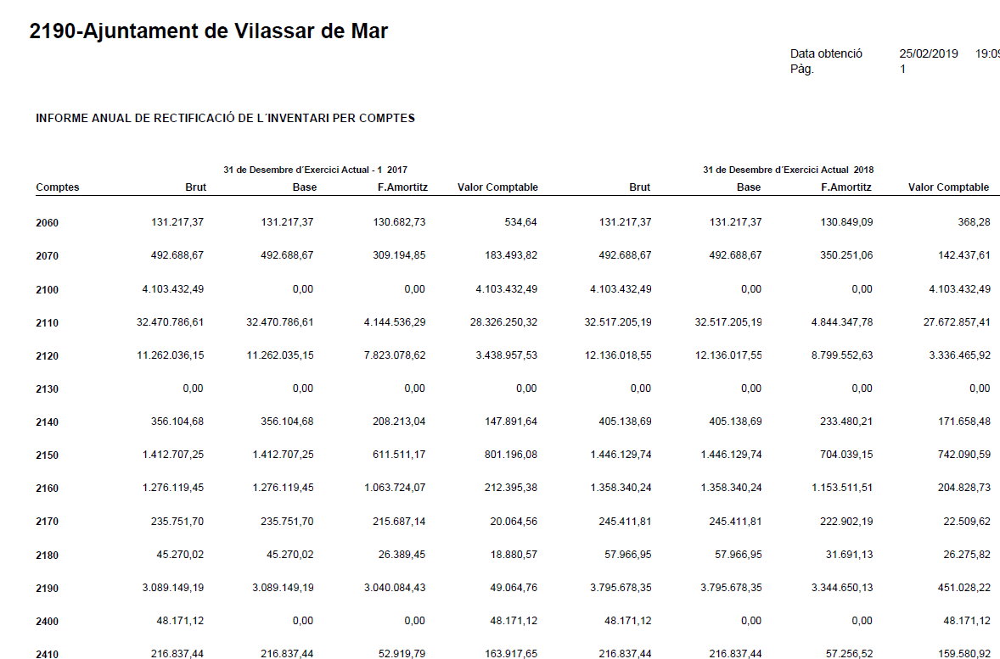 2190-Ajuntament de Vilassar de Mar
Data obtenció 25/02/2019 19:09
Pàg. 1
INFORME ANUAL DE RECTIFICACIÓ DE L´INVENTARI PER COMPTES
31 de Desembre d´Exercici Actual - 1 2017 31 de Desembre d´Exercici Actual 2018
Comptes Brut Base F.Amortitz Valor Comptable Brut Base F.Amortitz Valor Comptable
2060 131.217,37 131.217,37 130.682,73 534,64 131.217,37 131.217,37 130.849,09 368,28
2070 492.688,67 492.688,67 309.194,85 183.493,82 492.688,67 492.688,67 350.251,06 142.437,61
2100 4.103.432,49 0,00 0,00 4.103.432,49 4.103.432,49 0,00 0,00 4.103.432,49
2110 32.470.786,61 32.470.786,61 4.144.536,29 28.326.250,32 32.517.205,19 32.517.205,19 4.844.347,78 27.672.857,41
2120 11.262.036,15 11.262.035,15 7.823.078,62 3.438.957,53 12.136.018,55 12.136.017,55 8.799.552,63 3.336.465,92
2130 0,00 0,00 0,00 0,00 0,00 0,00 0,00 0,00
2140 356.104,68 356.104,68 208.213,04 147.891,64 405.138,69 405.138,69 233.480,21 171.658,48
2150 1.412.707,25 1.412.707,25 611.511,17 801.196,08 1.446.129,74 1.446.129,74 704.039,15 742.090,59
2160 1.276.119,45 1.276.119,45 1.063.724,07 212.395,38 1.358.340,24 1.358.340,24 1.153.511,51 204.828,73
2170 235.751,70 235.751,70 215.687,14 20.064,56 245.411,81 245.411,81 222.902,19 22.509,62
2180 45.270,02 45.270,02 26.389,45 18.880,57 57.966,95 57.966,95 31.691,13 26.275,82
2190 3.089.149,19 3.089.149,19 3.040.084,43 49.064,76 3.795.678,35 3.795.678,35 3.344.650,13 451.028,22
2400 48.171,12 0,00 0,00 48.171,12 48.171,12 0,00 0,00 48.171,12
2410 216.837,44 216.837,44 52.919,79 163.917,65 216.837,44 216.837,44 57.256,52 159.580,92